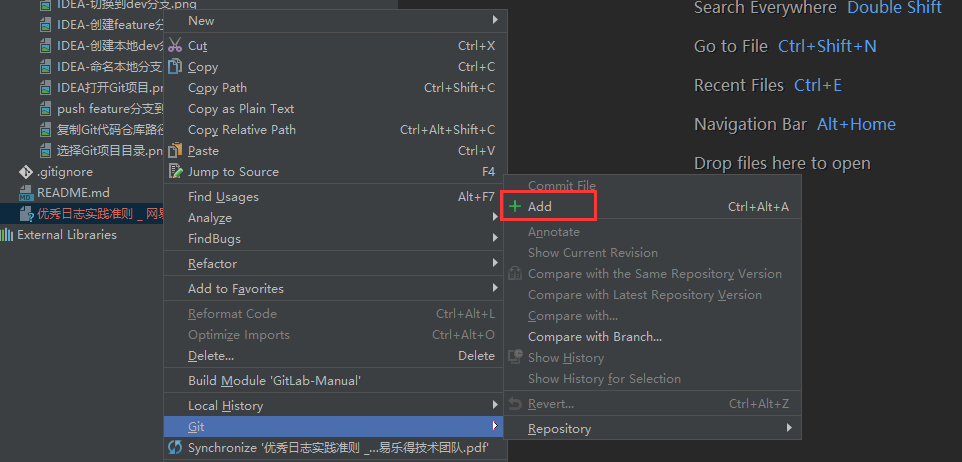 IDEA-切换到dev分支.png
IDEA-创建feature分
IDEA-创建本地dev分
IDEA-命名本地分支
IDEA打开Git项目.pn
push feature分支到
复制Git代码仓库路径
选择Git项目目录.pn
.gitignore
README.md
优秀日志实践准则 _ 网易
External Libraries
New
Cut Ctrl+X
Copy Ctrl+C
Copy Path Ctrl+Shift+C
Copy as Plain Text
Copy Relative Path Ctrl+Alt+Shift+C
Paste Ctrl+V
Jump to Source F4
Find Usages Alt+F7
Analyze
FindBugs
Refactor
Add to Favorites
Reformat Code Ctrl+Alt+L
Optimize Imports Ctrl+Alt+O
Delete... Delete
Build Module 'GitLab-Manual'
Local History
Git
Synchronize '优秀日志实践准则 _...易乐得技术团队.pdf'
Commit File
Add Ctrl+Alt+A
Annotate
Show Current Revision
Compare with the Same Repository Version
Compare with Latest Repository Version
Compare with...
Compare with Branch...
Show History
Show History for Selection
Revert... Ctrl+Alt+Z
Repository
Search Everywhere Double Shift
Go to File Ctrl+Shift+N
Recent Files Ctrl+E
Navigation Bar Alt+Home
Drop files here to open